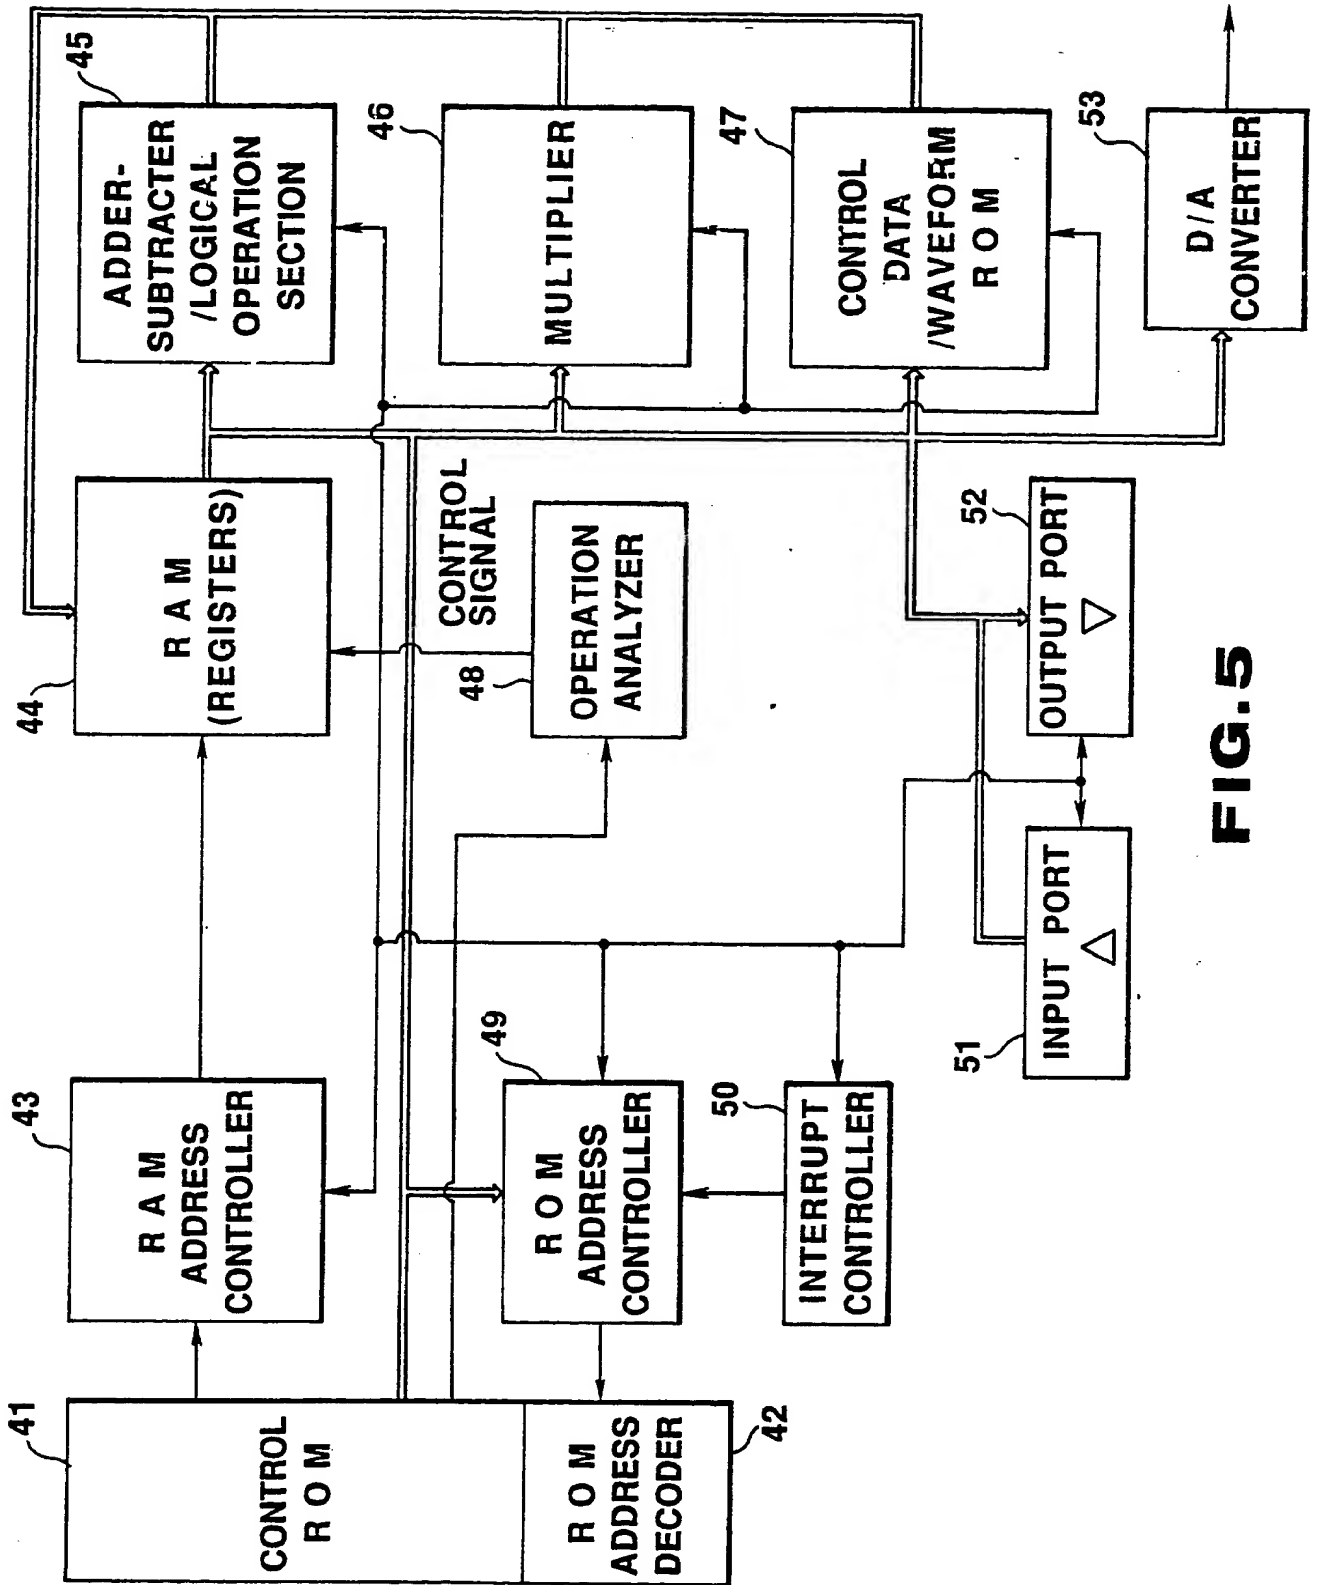 41
CONTROL
R O M
R O M
ADDRESS
DECODER
42
43
R A M
ADDRESS
CONTROLLER
49
R O M
ADDRESS
CONTROLLER
50
INTERRUPT
CONTROLLER
44
R A M
(REGISTERS)
CONTROL
SIGNAL
48
OPERATION
ANALYZER
51
INPUT PORT
52
OUTPUT PORT
45
ADDER-
SUBTRACTER
/LOGICAL
OPERATION
SECTION
46
MULTIPLIER
47
CONTROL
DATA
/WAVEFORM
R O M
53
D/A
CONVERTER
FIG.5